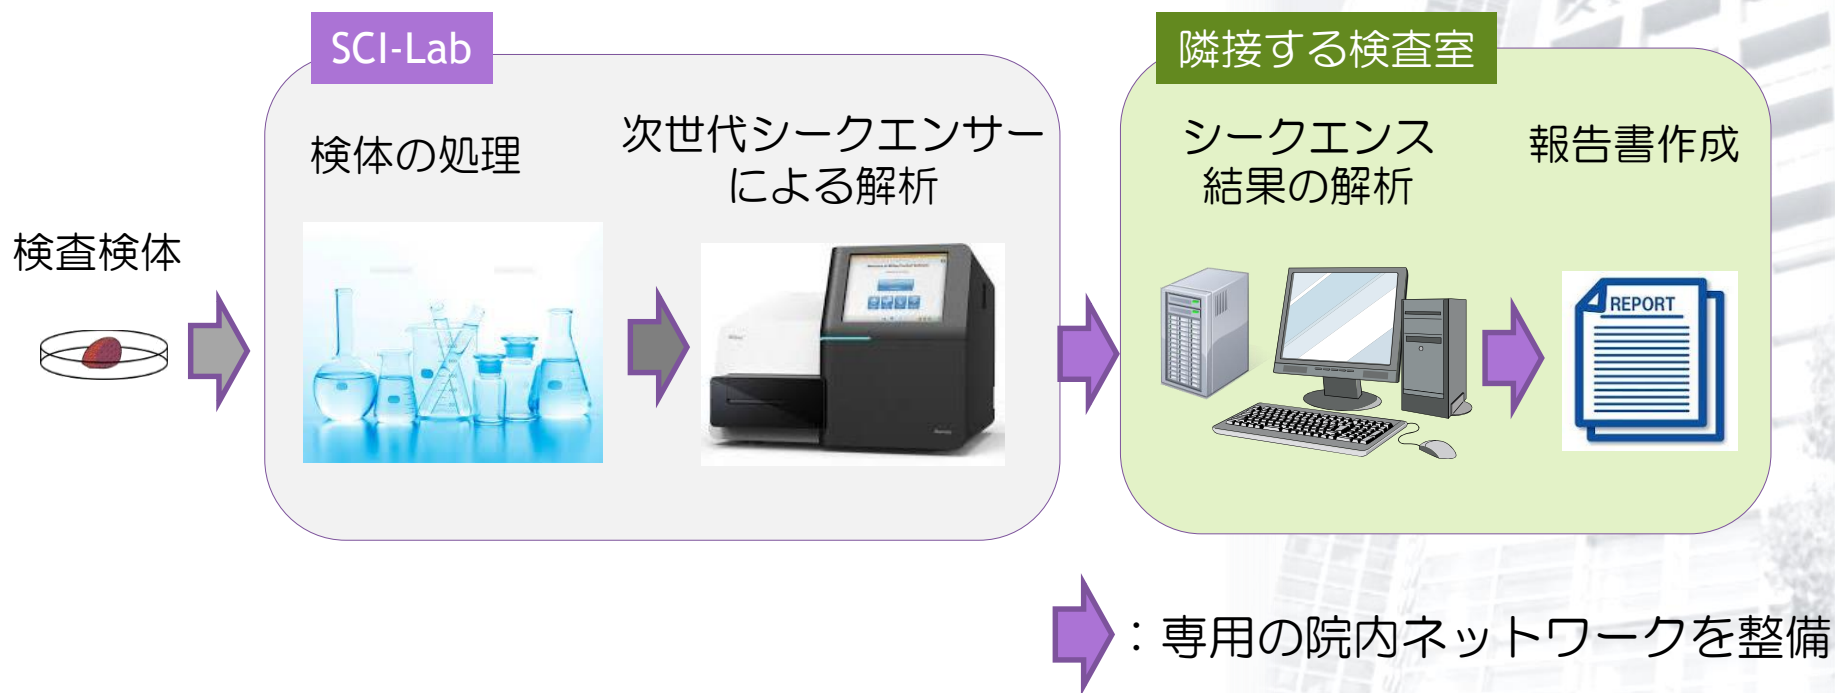 SCI-Lab
検体の処理
次世代シークエンサー
による解析
検査検体
隣接する検査室
シークエンス
結果の解析
報告書作成
REPORT
：専用の院内ネットワークを整備